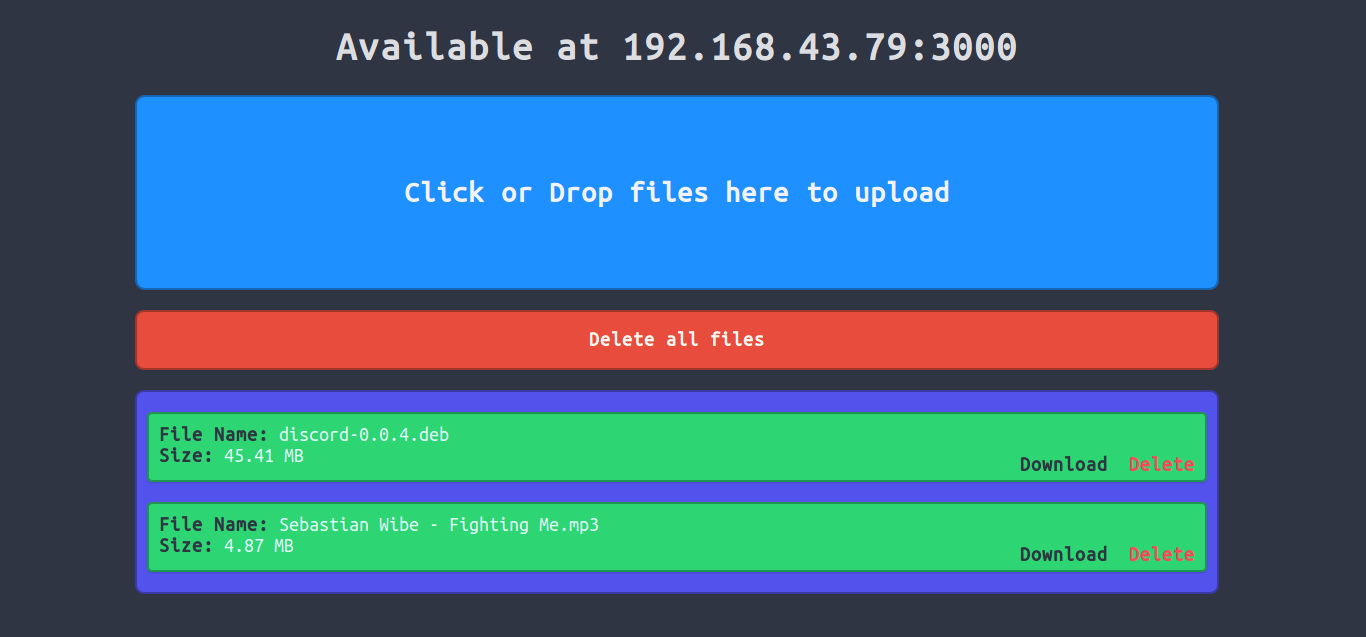 Available at 192.168.43.79:3000
Click or Drop files here to upload
Delete all files
File Name: discord-0.0.4.deb
Size: 45.41 MB
Download Delete
File Name: Sebastian Wibe - Fighting Me.mp3
Size: 4.87 MB
Download Delete